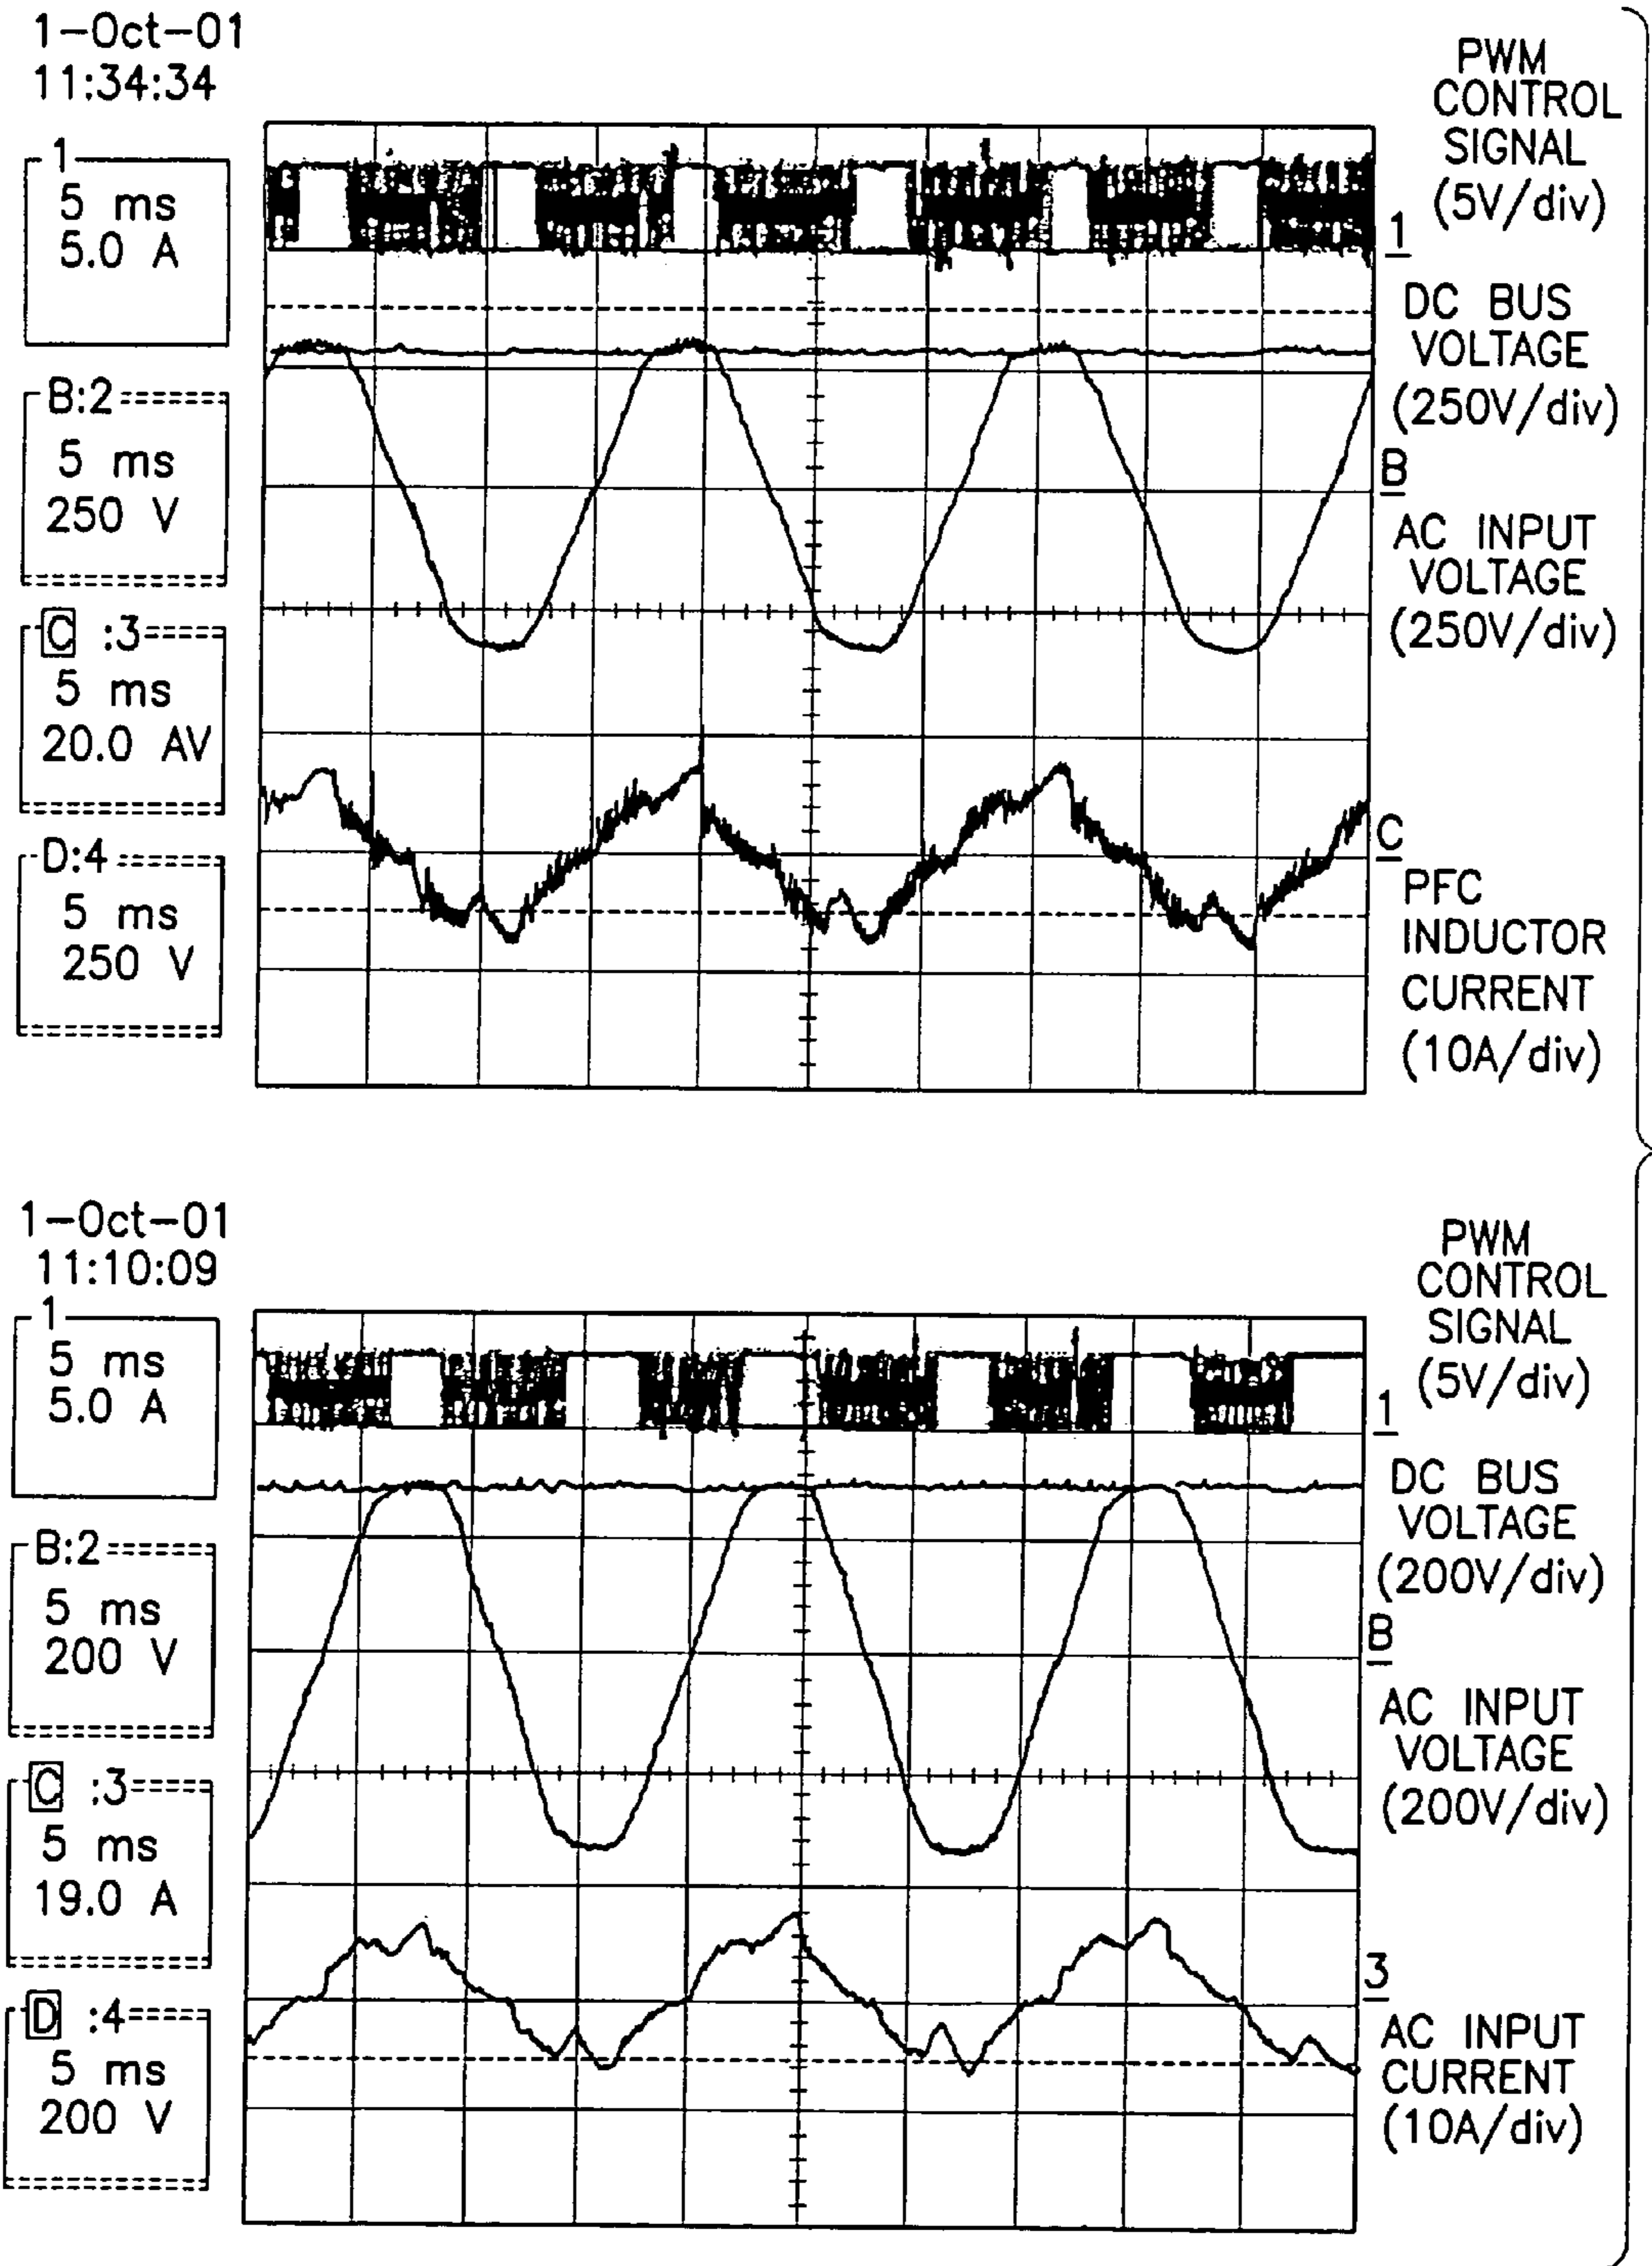 1-Oct-01
11:34:34
1
5 ms
5.0 A
B:2
5 ms
250 V
C :3
5 ms
20.0 AV
D:4
5 ms
250 V
PWM
CONTROL
SIGNAL
(5V/div)
1
DC BUS
VOLTAGE
(250V/div)
B
AC INPUT
VOLTAGE
(250V/div)
C
PFC
INDUCTOR
CURRENT
(10A/div)
1-Oct-01
11:10:09
1
5 ms
5.0 A
B:2
5 ms
200 V
C :3
5 ms
19.0 A
D :4
5 ms
200 V
PWM
CONTROL
SIGNAL
(5V/div)
1
DC BUS
VOLTAGE
(200V/div)
B
AC INPUT
VOLTAGE
(200V/div)
3
AC INPUT
CURRENT
(10A/div)